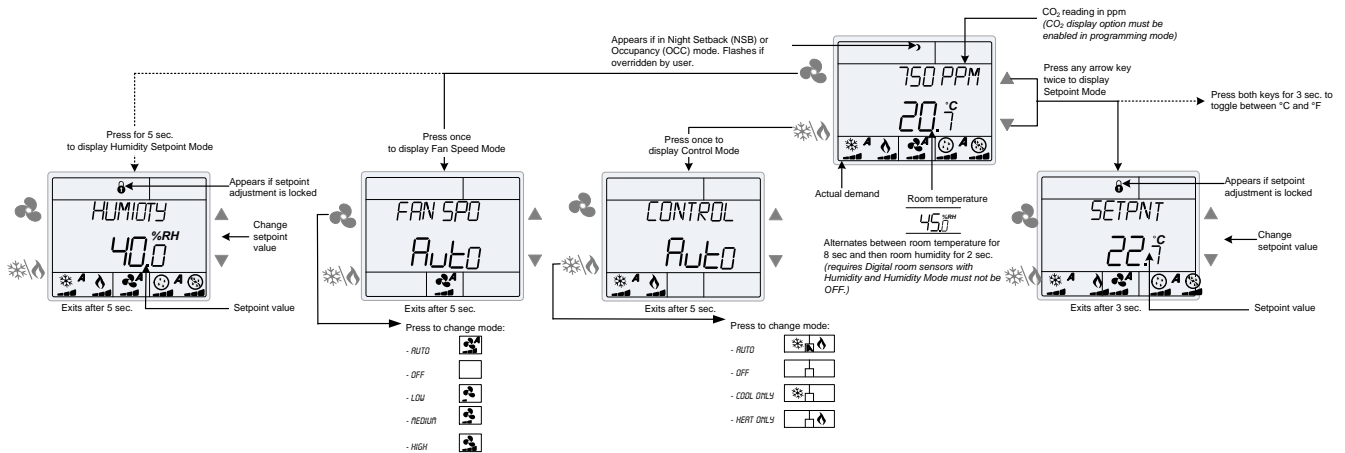 CO₂ reading in ppm
(CO₂ display option must be
enabled in programming mode)
Appears if in Night Setback (NSB) or
Occupancy (OCC) mode. Flashes if
overridden by user.
750 PPM
20.7 °C
A
A
A
A
Press any arrow key
twice to display
Setpoint Mode
Press both keys for 3 sec. to
toggle between °C and °F
Press for 5 sec.
to display Humidity Setpoint Mode
Press once
to display Fan Speed Mode
Press once to
display Control Mode
Actual demand
Room temperature
45.0 %RH
Alternates between room temperature for
8 sec and then room humidity for 2 sec.
(requires Digital room sensors with
Humidity and Humidity Mode must not be
OFF.)
Appears if setpoint
adjustment is locked
HUMIDTY
40.0 %RH
A
A
A
A
Change
setpoint
value
Exits after 5 sec.
Setpoint value
FAN SPD
Auto
A
Exits after 5 sec.
Press to change mode:
- AUTO
A
- OFF
- LOW
- MEDIUM
- HIGH
CONTROL
Auto
A
Exits after 5 sec.
Press to change mode:
- AUTO
- OFF
- COOL ONLY
- HEAT ONLY
Appears if setpoint
adjustment is locked
SETPNT
22.7 °C
A
A
A
A
Change
setpoint value
Exits after 3 sec.
Setpoint value